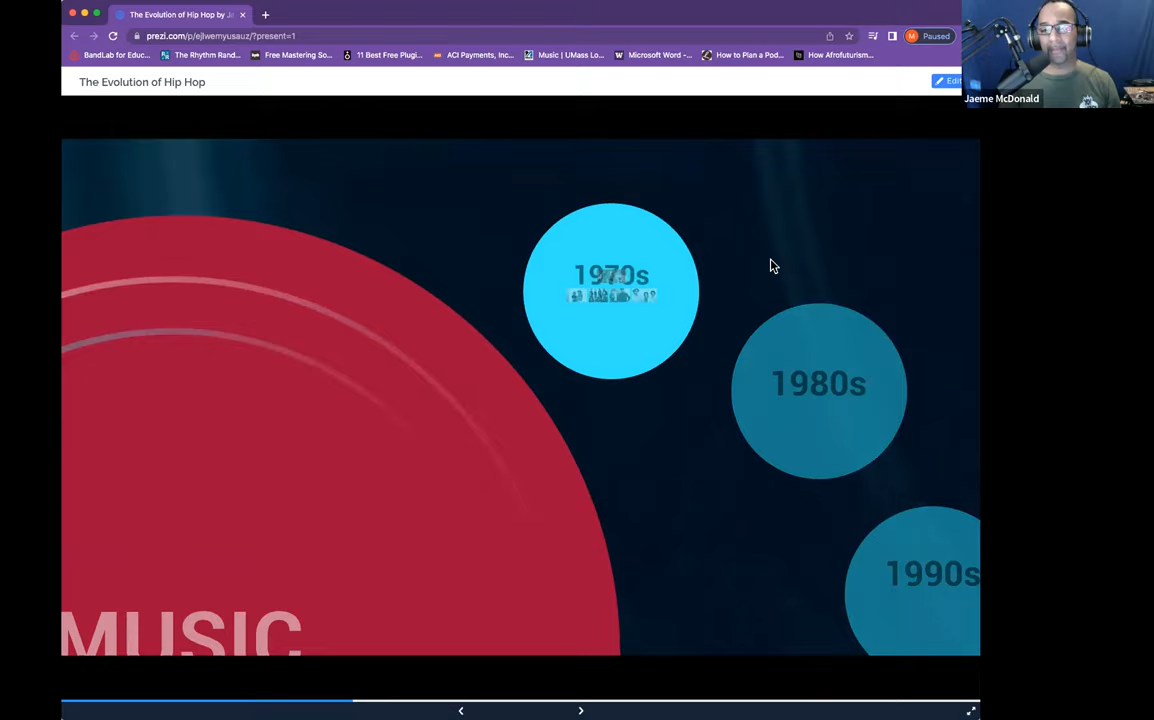 The Evolution of Hip Hop by Ja
prezi.com/p/ejlwemyusauz/?present=1
M Paused
BandLab for Educ... The Rhythm Rand... Free Mastering So... 11 Best Free Plugi... ACI Payments, Inc... Music | UMass Lo... Microsoft Word -... How to Plan a Pod... How Afrofuturism...
The Evolution of Hip Hop
Edit
Jaeme McDonald
1970s
1980s
1990s
MUSIC